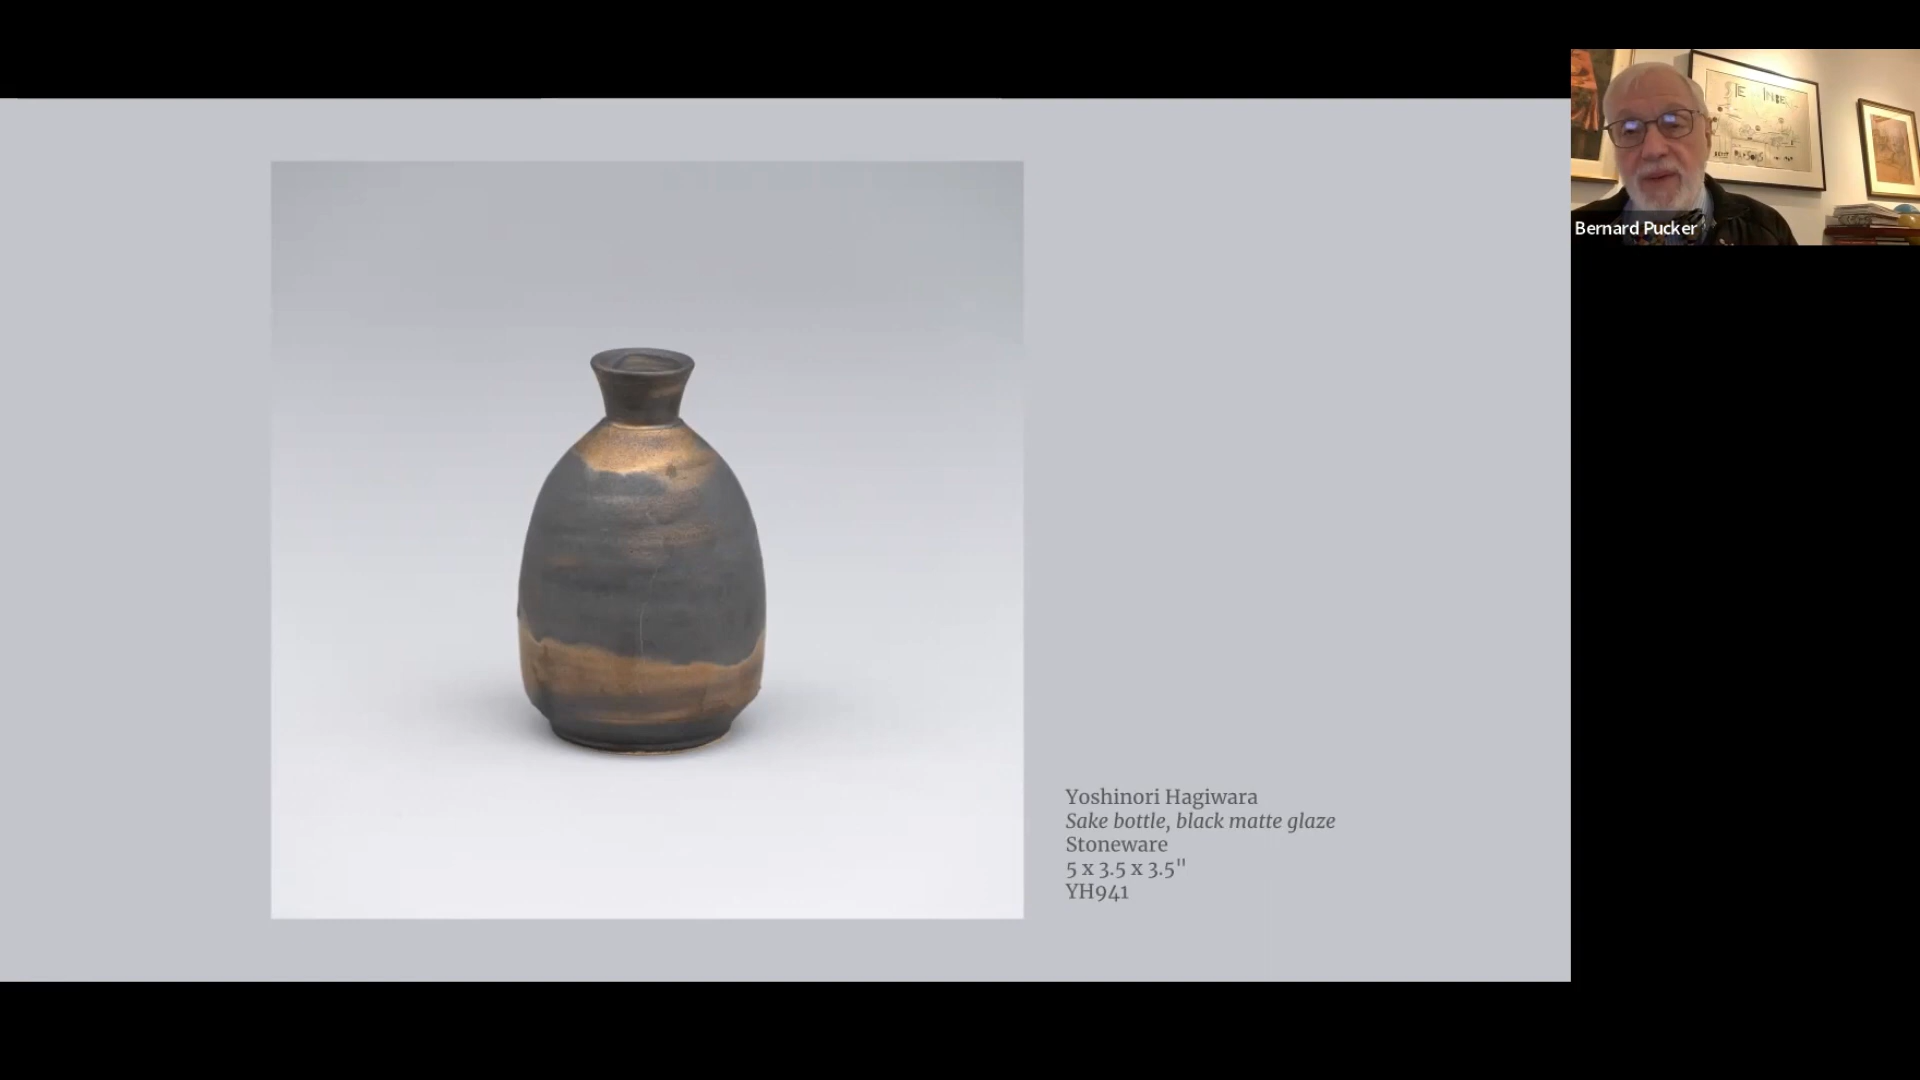 Yoshinori Hagiwara
Sake bottle, black matte glaze
Stoneware
5 x 3.5 x 3.5"
YH941
Bernard Pucker